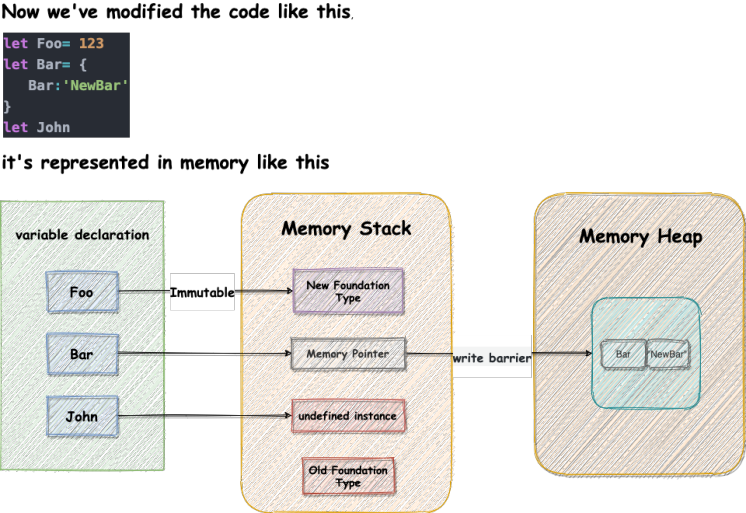 Now we've modified the code like this,
let Foo= 123
let Bar= {
Bar:'NewBar'
}
let John
it's represented in memory like this
variable declaration
Memory Stack
Memory Heap
Foo
Immutable
New Foundation
Type
Bar
Memory Pointer
write barrier
Bar
"NewBar"
John
undefined instance
Old Foundation
Type